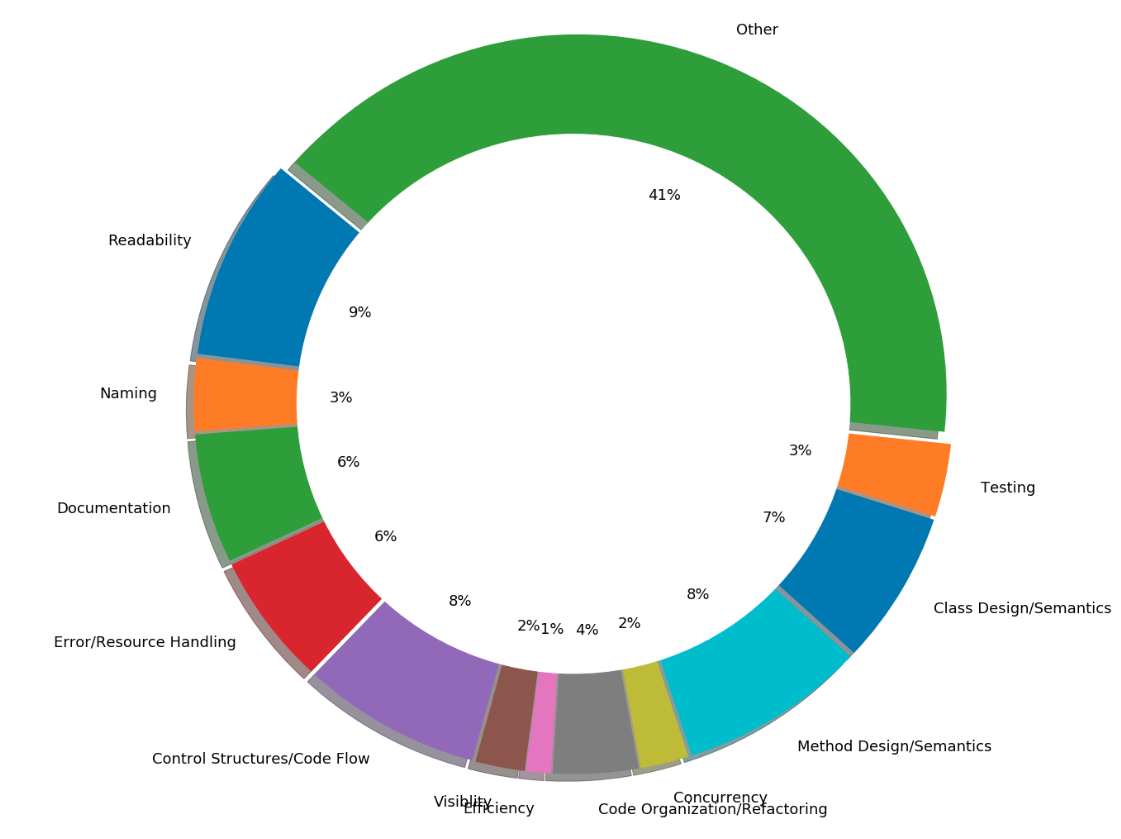 Other
41%
Readability
9%
Naming
3%
Documentation
6%
Error/Resource Handling
6%
Control Structures/Code Flow
8%
Visiblity
2%
Efficiency
1%
Code Organization/Refactoring
4%
Concurrency
2%
Method Design/Semantics
8%
Class Design/Semantics
7%
Testing
3%